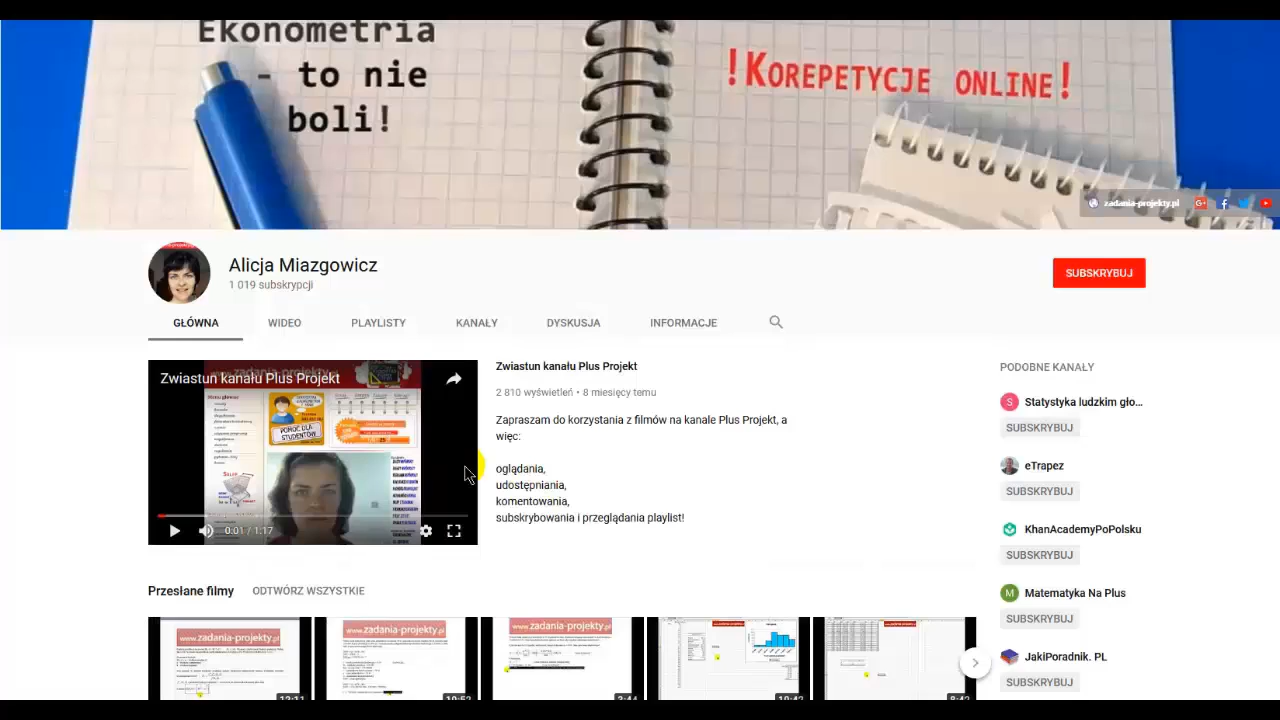 Ekonometria
- to nie
boli!
!Korepetycje online!
zadania-projekty.pl
Alicja Miazgowicz
1 019 subskrypcji
SUBSKRYBUJ
GŁÓWNA WIDEO PLAYLISTY KANAŁY DYSKUSJA INFORMACJE
Zwiastun kanału Plus Projekt
POMOC DLA
STUDENTÓW
0:01 / 1:17
Zwiastun kanału Plus Projekt
2 810 wyświetleń • 8 miesięcy temu
Zapraszam do korzystania z filmów na kanale Plus Projekt, a
więc:
oglądania,
udostępniania,
komentowania,
subskrybowania i przeglądania playlist!
PODOBNE KANAŁY
S Statystyka ludzkim gło...
SUBSKRYBUJ
eTrapez
SUBSKRYBUJ
KhanAcademyPoPolsku
SUBSKRYBUJ
M Matematyka Na Plus
SUBSKRYBUJ
JakiPoradnik. PL
SUBSKRYBUJ
Przesłane filmy ODTWÓRZ WSZYSTKIE
www.zadania-projekty.pl
www.zadania-projekty.pl
www.zadania-projekty.pl